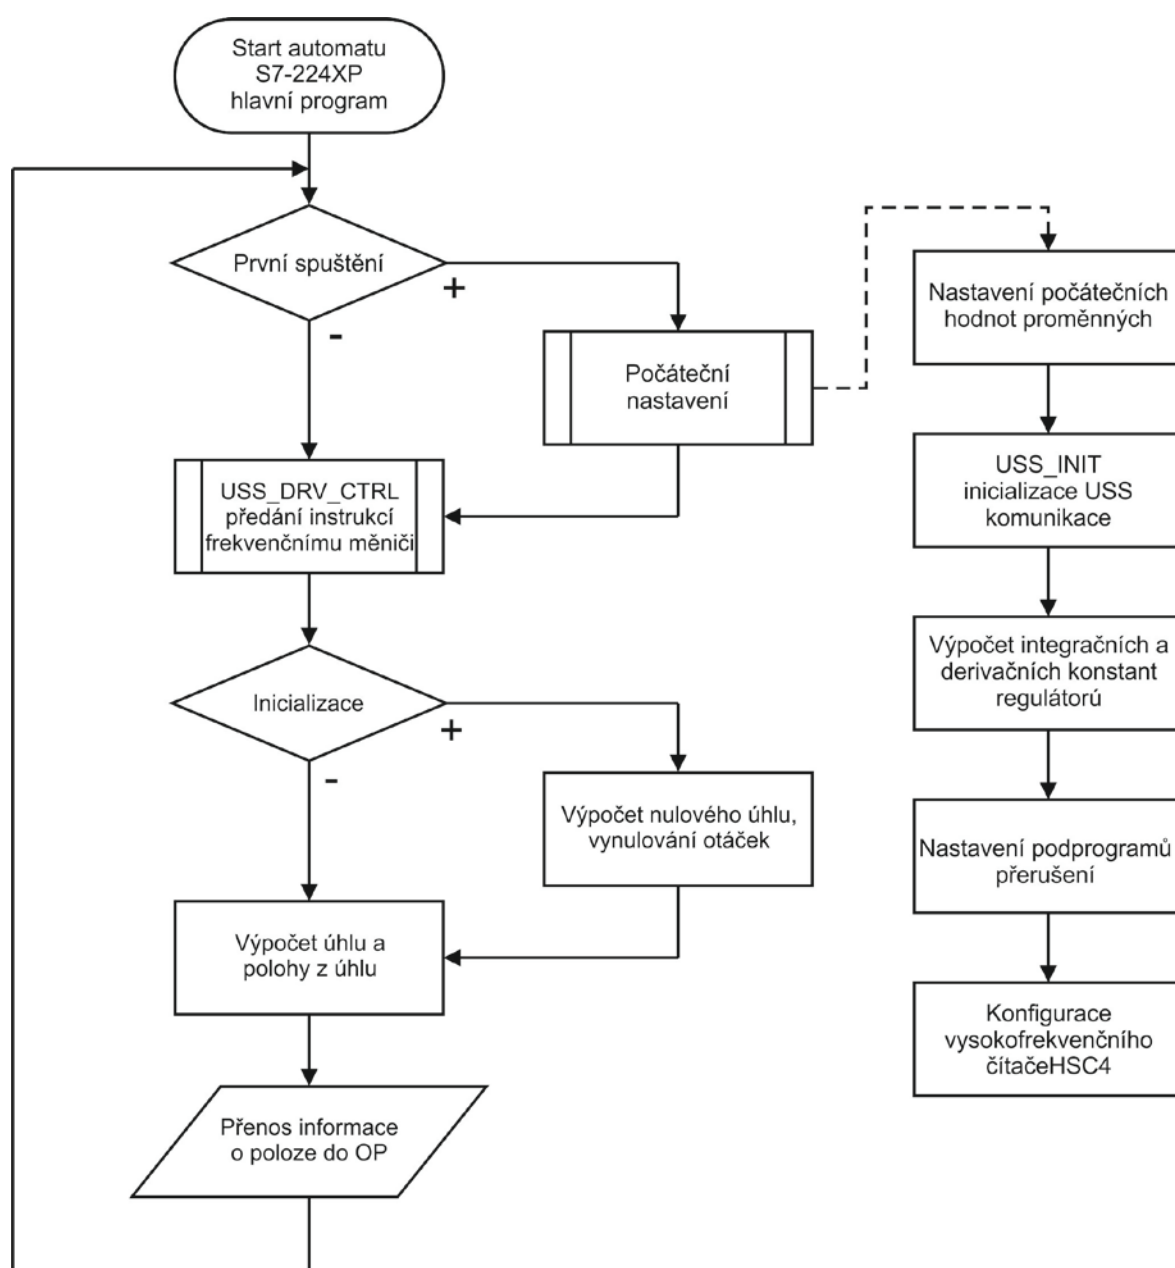 Start automatu
S7-224XP
hlavní program
První spuštění
+
-
Počáteční
nastavení
USS_DRV_CTRL
předání instrukcí
frekvenčnímu měniči
Inicializace
+
-
Výpočet nulového úhlu,
vynulování otáček
Výpočet úhlu a
polohy z úhlu
Přenos informace
o poloze do OP
Nastavení počátečních
hodnot proměnných
USS_INIT
inicializace USS
komunikace
Výpočet integračních a
derivačních konstant
regulátorů
Nastavení podprogramů
přerušení
Konfigurace
vysokofrekvenčního
čítačeHSC4